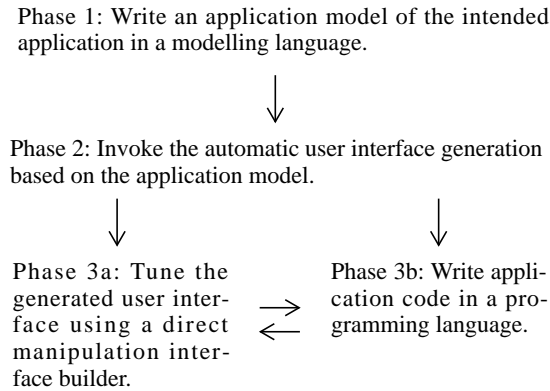 Phase 1: Write an application model of the intended
application in a modelling language.
Phase 2: Invoke the automatic user interface generation
based on the application model.
Phase 3a: Tune the
generated user inter-
face using a direct
manipulation inter-
face builder.
Phase 3b: Write appli-
cation code in a pro-
gramming language.